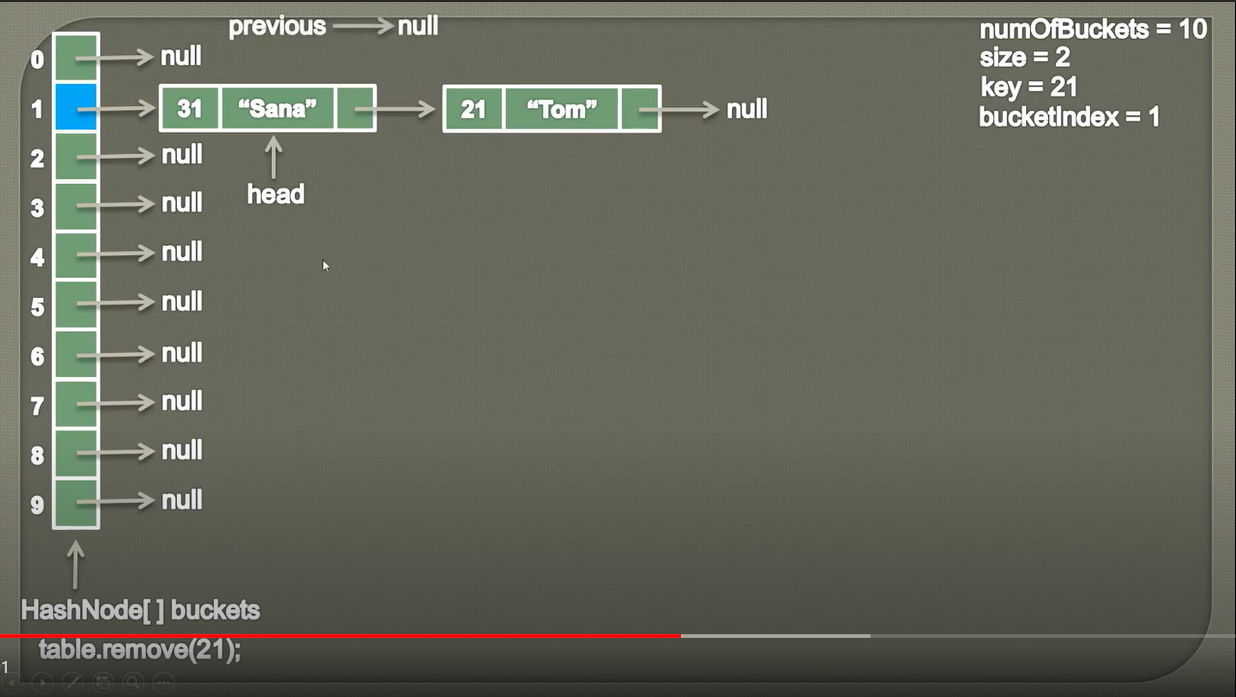 previous null
numOfBuckets = 10
size = 2
key = 21
bucketIndex = 1
0 null
1 31 “Sana” 21 “Tom” null
2 null
head
3 null
4 null
5 null
6 null
7 null
8 null
9 null
HashNode[ ] buckets
table.remove(21);
1